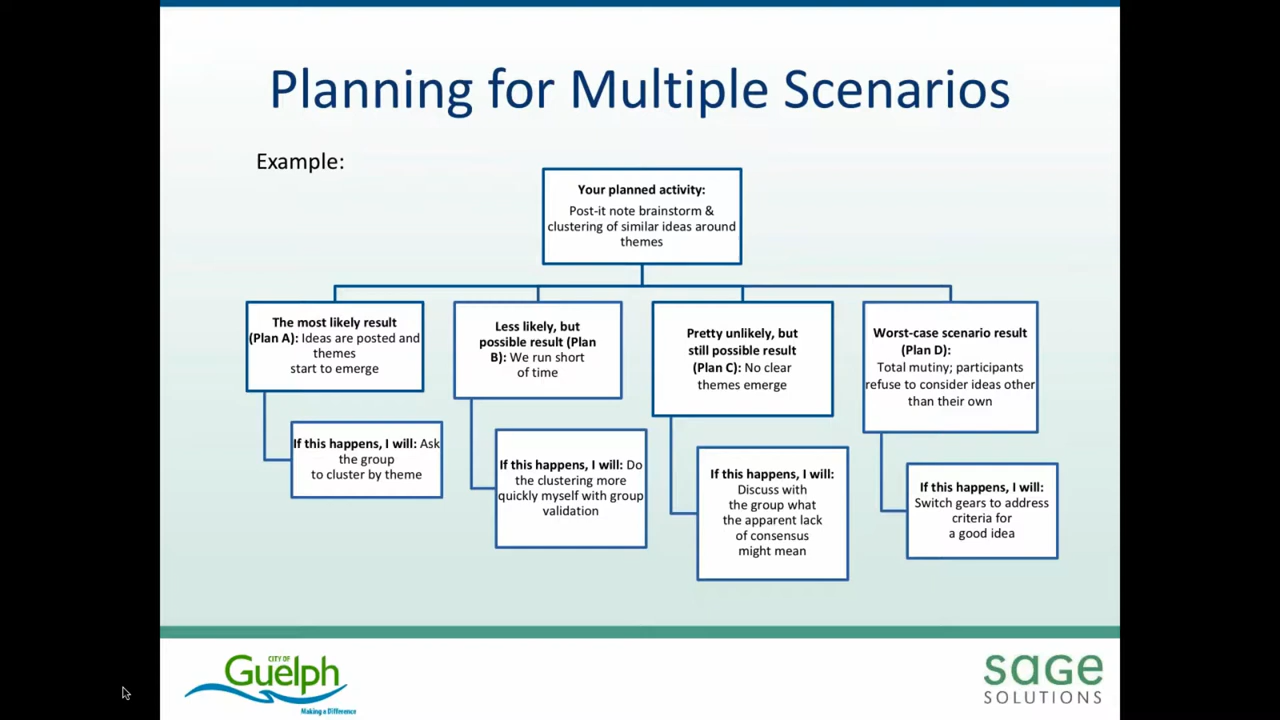 Planning for Multiple Scenarios
Example:
Your planned activity:
Post-it note brainstorm &
clustering of similar ideas around
themes
The most likely result
(Plan A): Ideas are posted and
themes
start to emerge
If this happens, I will: Ask
the group
to cluster by theme
Less likely, but
possible result (Plan
B): We run short
of time
If this happens, I will: Do
the clustering more
quickly myself with group
validation
Pretty unlikely, but
still possible result
(Plan C): No clear
themes emerge
If this happens, I will:
Discuss with
the group what
the apparent lack
of consensus
might mean
Worst-case scenario result
(Plan D):
Total mutiny; participants
refuse to consider ideas other
than their own
If this happens, I will:
Switch gears to address
criteria for
a good idea
CITY OF
Guelph
Making a Difference
sage
SOLUTIONS